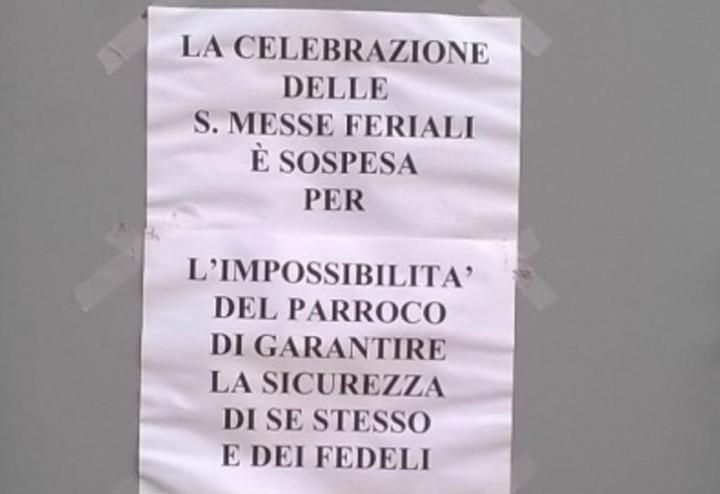 LA CELEBRAZIONE
DELLE
S. MESSE FERIALI
È SOSPESA
PER
L'IMPOSSIBILITA'
DEL PARROCO
DI GARANTIRE
LA SICUREZZA
DI SE STESSO
E DEI FEDELI